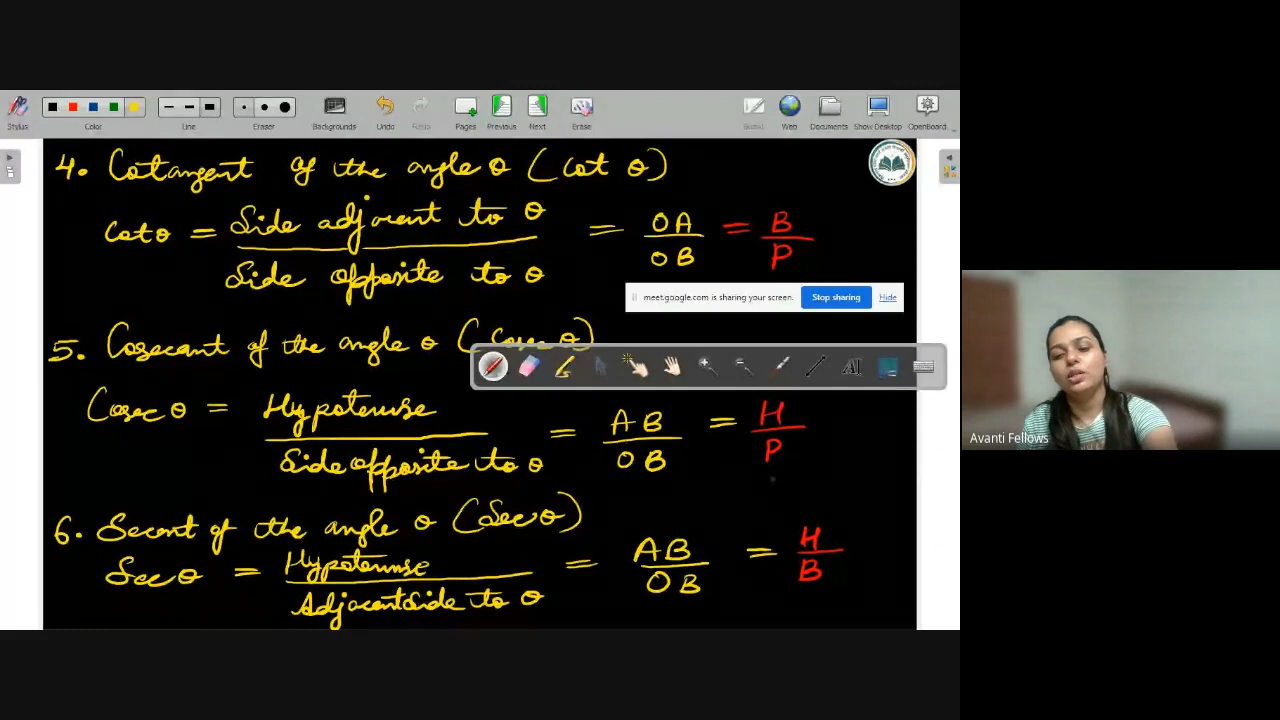 Stylus
Color
Line
Eraser
Backgrounds
Undo
Redo
Pages
Previous
Next
Erase
Board
Web
Documents
Show Desktop
OpenBoard
4. Cotangent of the angle θ (Cot θ)
Cotθ = Side adjacent to θ / Side opposite to θ = OA / OB = B / P
meet.google.com is sharing your screen. Stop sharing Hide
5. Cosecant of the angle θ (Cosec θ)
Cosec θ = Hypotenuse / Side opposite to θ = AB / OB = H / P
6. Secant of the angle θ (Sec θ)
Sec θ = Hypotenuse / Adjacent Side to θ = AB / OB = H / B
Avanti Fellows